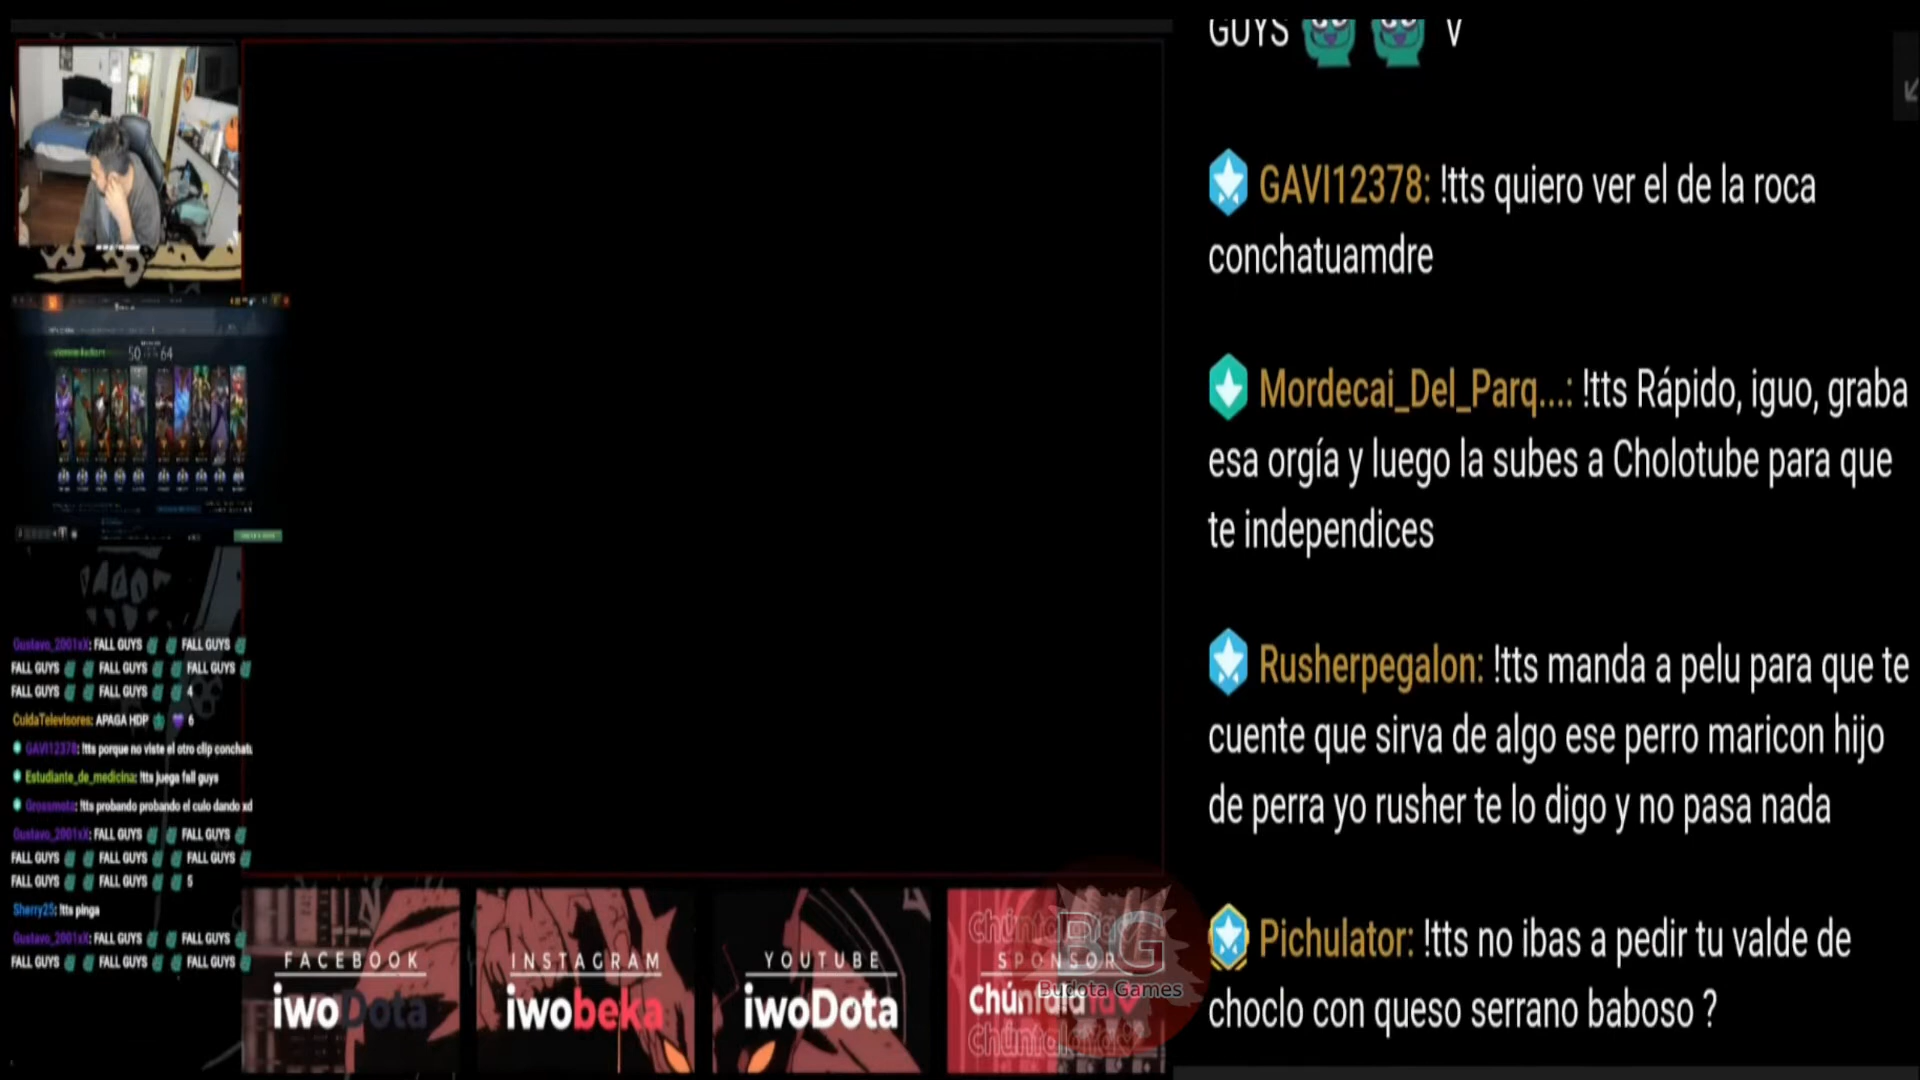 50 64
Gustavo_2001xX: FALL GUYS FALL GUYS
FALL GUYS FALL GUYS FALL GUYS
FALL GUYS FALL GUYS 4
CuidaTelevisores: APAGA HDP 6
GAVI12378: !tts porque no viste el otro clip conchatu
Estudiante_de_medicina: !tts juega fall guys
Grossmota: !tts probando probando el culo dando xd
Gustavo_2001xX: FALL GUYS FALL GUYS
FALL GUYS FALL GUYS FALL GUYS
FALL GUYS FALL GUYS 5
Sherry25: !tts pinga
Gustavo_2001xX: FALL GUYS FALL GUYS
FALL GUYS FALL GUYS FALL GUYS
FACEBOOK
iwoDota
INSTAGRAM
iwobeka
YOUTUBE
iwoDota
SPONSOR
BG
Budota Games
GUYS V
GAVI12378: !tts quiero ver el de la roca
conchatuamdre
Mordecai_Del_Parq...: !tts Rápido, iguo, graba
esa orgía y luego la subes a Cholotube para que
te independices
Rusherpegalon: !tts manda a pelu para que te
cuente que sirva de algo ese perro maricon hijo
de perra yo rusher te lo digo y no pasa nada
Pichulator: !tts no ibas a pedir tu valde de
choclo con queso serrano baboso ?